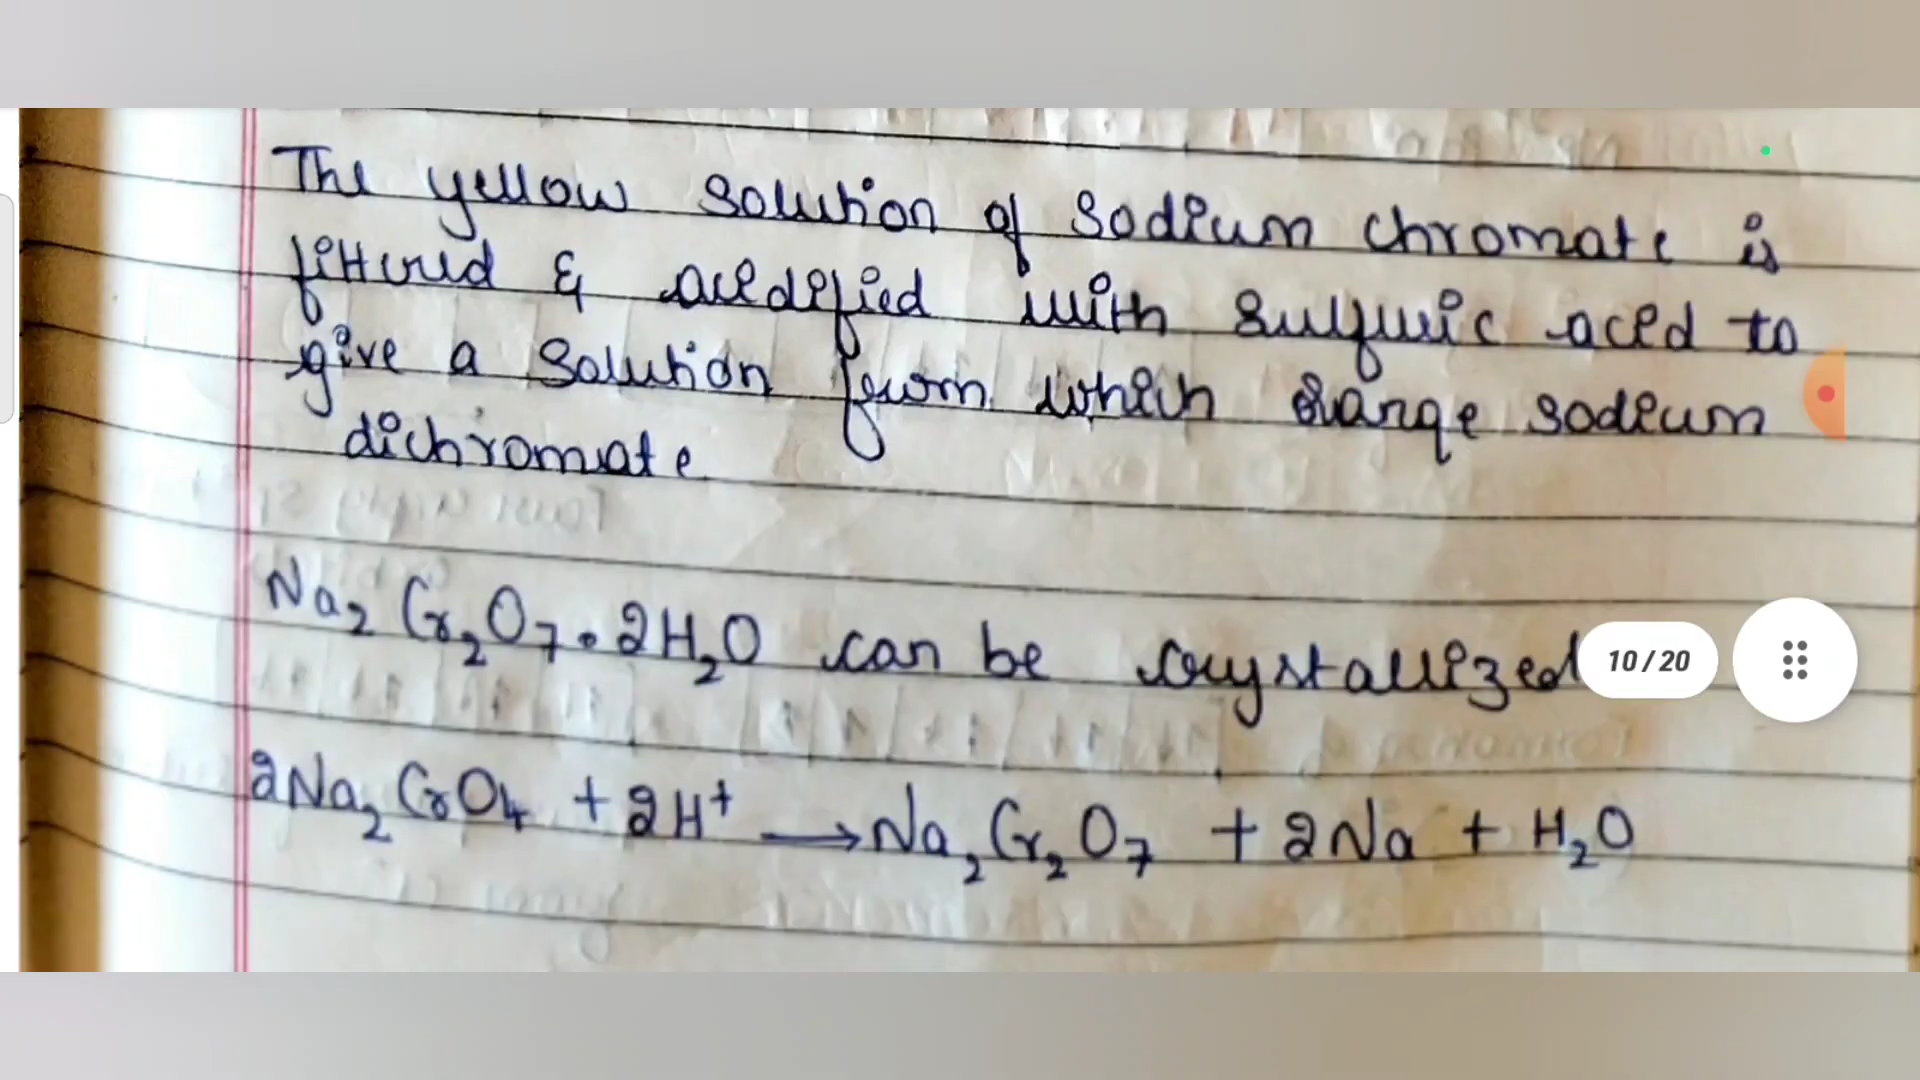 The yellow solution of sodium chromate is
filtered & acidified with sulfuric acid to
give a solution from which orange sodium
dichromate
Na₂Cr₂O₇.2H₂O can be crystallized
10/20
2Na₂CrO₄ + 2H⁺ → Na₂Cr₂O₇ + 2Na + H₂O